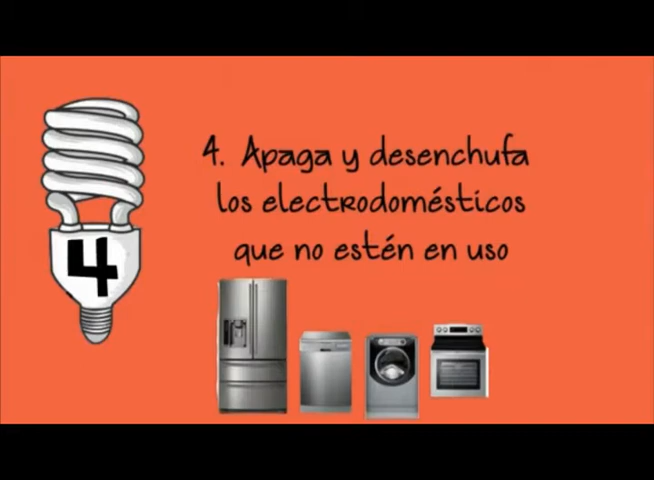 4
4. Apaga y desenchufa
los electrodomésticos
que no estén en uso